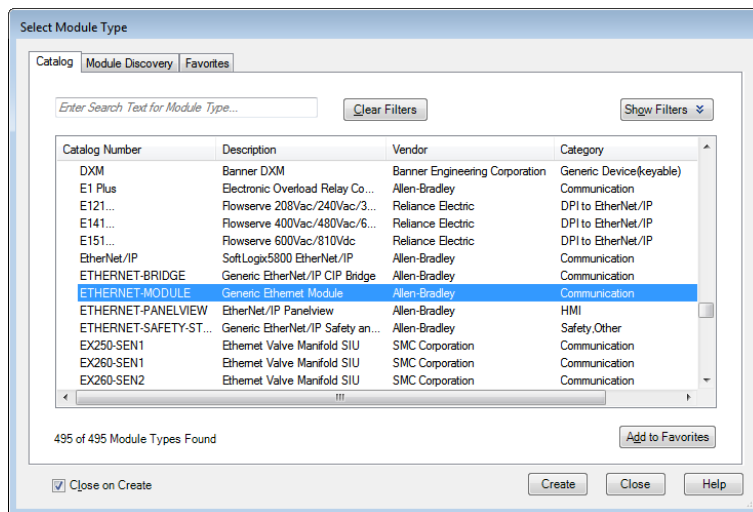 Select Module Type
Catalog Module Discovery Favorites
Enter Search Text for Module Type... Clear Filters Show Filters
Catalog Number Description Vendor Category
DXM Banner DXM Banner Engineering Corporation Generic Device(keyable)
E1 Plus Electronic Overload Relay Co... Allen-Bradley Communication
E121... Flowserve 208Vac/240Vac/3... Reliance Electric DPI to EtherNet/IP
E141... Flowserve 400Vac/480Vac/6... Reliance Electric DPI to EtherNet/IP
E151... Flowserve 600Vac/810Vdc Reliance Electric DPI to EtherNet/IP
EtherNet/IP SoftLogix5800 EtherNet/IP Allen-Bradley Communication
ETHERNET-BRIDGE Generic EtherNet/IP CIP Bridge Allen-Bradley Communication
ETHERNET-MODULE Generic Ethernet Module Allen-Bradley Communication
ETHERNET-PANELVIEW EtherNet/IP Panelview Allen-Bradley HMI
ETHERNET-SAFETY-ST... Generic EtherNet/IP Safety an... Allen-Bradley Safety,Other
EX250-SEN1 Ethernet Valve Manifold SIU SMC Corporation Communication
EX260-SEN1 Ethernet Valve Manifold SIU SMC Corporation Communication
EX260-SEN2 Ethernet Valve Manifold SIU SMC Corporation Communication
495 of 495 Module Types Found Add to Favorites
Close on Create Create Close Help